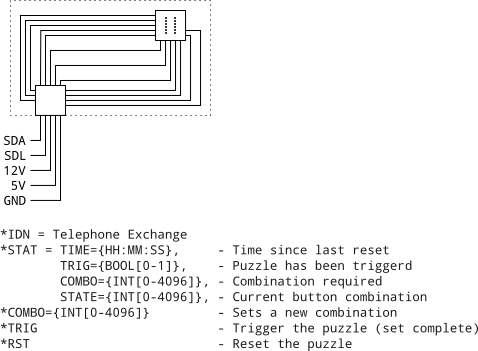 SDA
SDL
12V
5V
GND
*IDN = Telephone Exchange
*STAT = TIME={HH:MM:SS}, - Time since last reset
TRIG={BOOL[0-1]}, - Puzzle has been triggerd
COMBO={INT[0-4096]}, - Combination required
STATE={INT[0-4096]}, - Current button combination
*COMBO={INT[0-4096]} - Sets a new combination
*TRIG - Trigger the puzzle (set complete)
*RST - Reset the puzzle